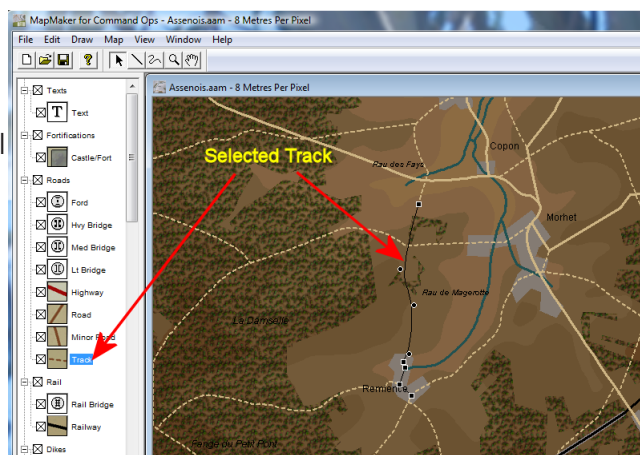 MapMaker for Command Ops - Assenois.aam - 8 Metres Per Pixel
File Edit Draw Map View Window Help
Texts
T Text
Fortifications
Castle/Fort
Roads
Ford
Hvy Bridge
Med Bridge
Lt Bridge
Highway
Road
Minor Road
Track
Rail
Rail Bridge
Railway
Dikes
Assenois.aam - 8 Metres Per Pixel
Selected Track
Rau des Fays
Copon
Morhet
Rau de Magerotte
La Damselle
Remience
Fange du Petit Pont